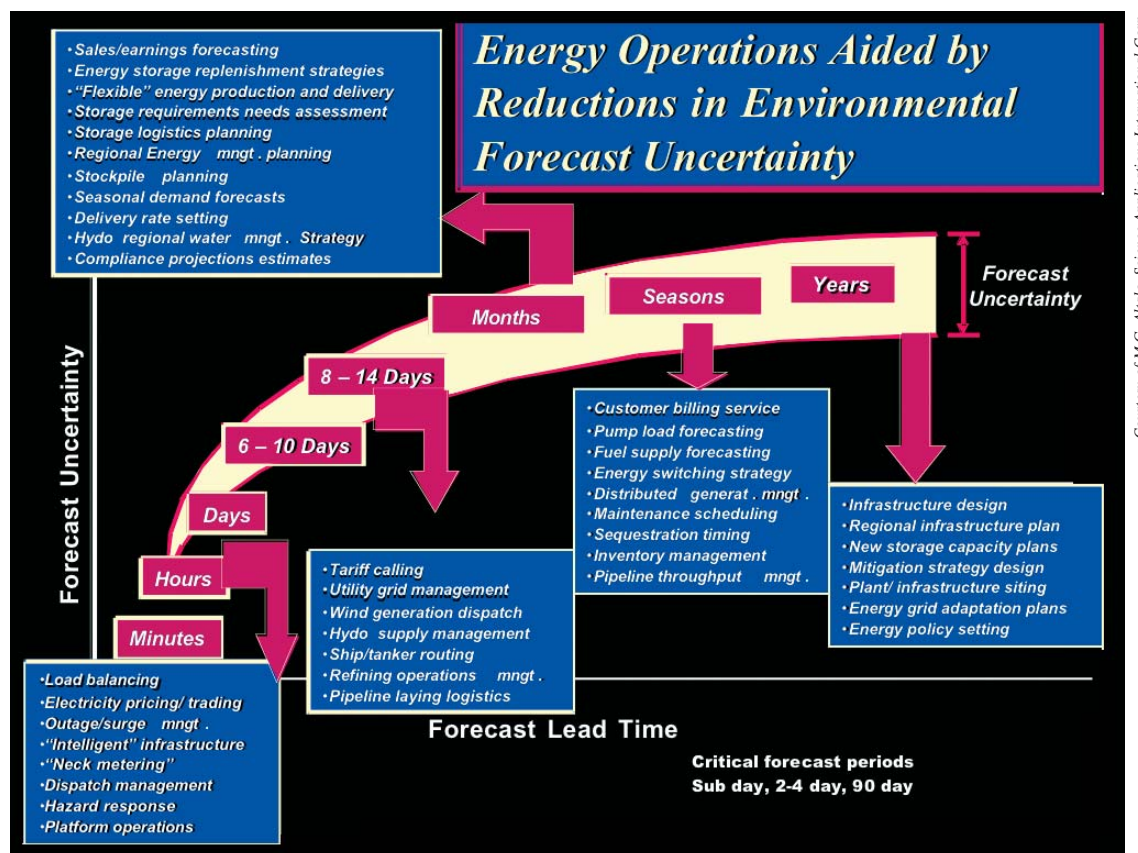 Energy Operations Aided by
Reductions in Environmental
Forecast Uncertainty
•Sales/earnings forecasting
•Energy storage replenishment strategies
•“Flexible” energy production and delivery
•Storage requirements needs assessment
•Storage logistics planning
•Regional Energy mngt . planning
•Stockpile planning
•Seasonal demand forecasts
•Delivery rate setting
•Hydo regional water mngt . Strategy
•Compliance projections estimates
Forecast
Uncertainty
Years
Seasons
Months
8 – 14 Days
6 – 10 Days
Days
Hours
Minutes
Forecast Uncertainty
•Customer billing service
•Pump load forecasting
•Fuel supply forecasting
•Energy switching strategy
•Distributed generat . mngt .
•Maintenance scheduling
•Sequestration timing
•Inventory management
•Pipeline throughput mngt .
•Infrastructure design
•Regional infrastructure plan
•New storage capacity plans
•Mitigation strategy design
•Plant/ infrastructure siting
•Energy grid adaptation plans
•Energy policy setting
•Tariff calling
•Utility grid management
•Wind generation dispatch
•Hydo supply management
•Ship/tanker routing
•Refining operations mngt .
•Pipeline laying logistics
•Load balancing
•Electricity pricing/ trading
•Outage/surge mngt .
•“Intelligent” infrastructure
•“Neck metering”
•Dispatch management
•Hazard response
•Platform operations
Forecast Lead Time
Critical forecast periods
Sub day, 2-4 day, 90 day